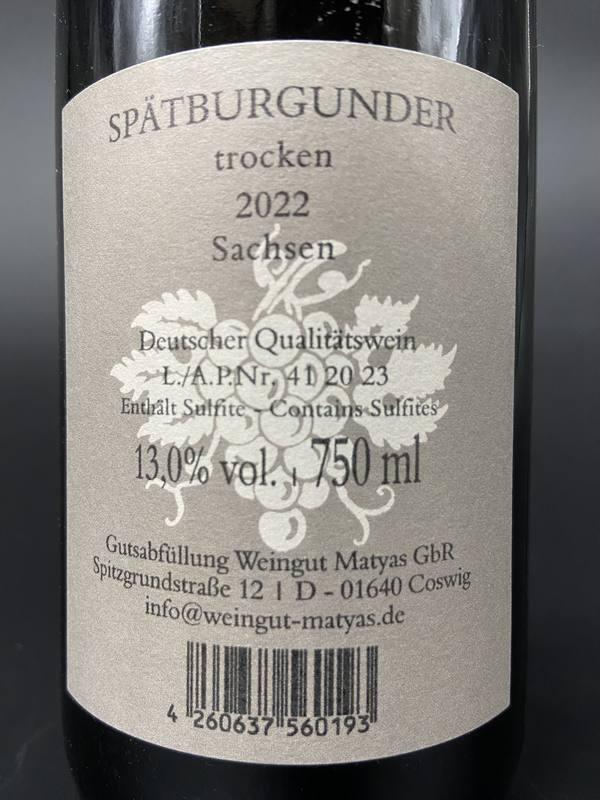 SPÄTBURGUNDER
trocken
2022
Sachsen
Deutscher Qualitätswein
L./A.P.Nr. 41 20 23
Enthält Sulfite - Contains Sulfites
13,0% vol. , 750 ml
Gutsabfüllung Weingut Matyas GbR
Spitzgrundstraße 12 | D - 01640 Coswig
info@weingut-matyas.de
4 260637 560193